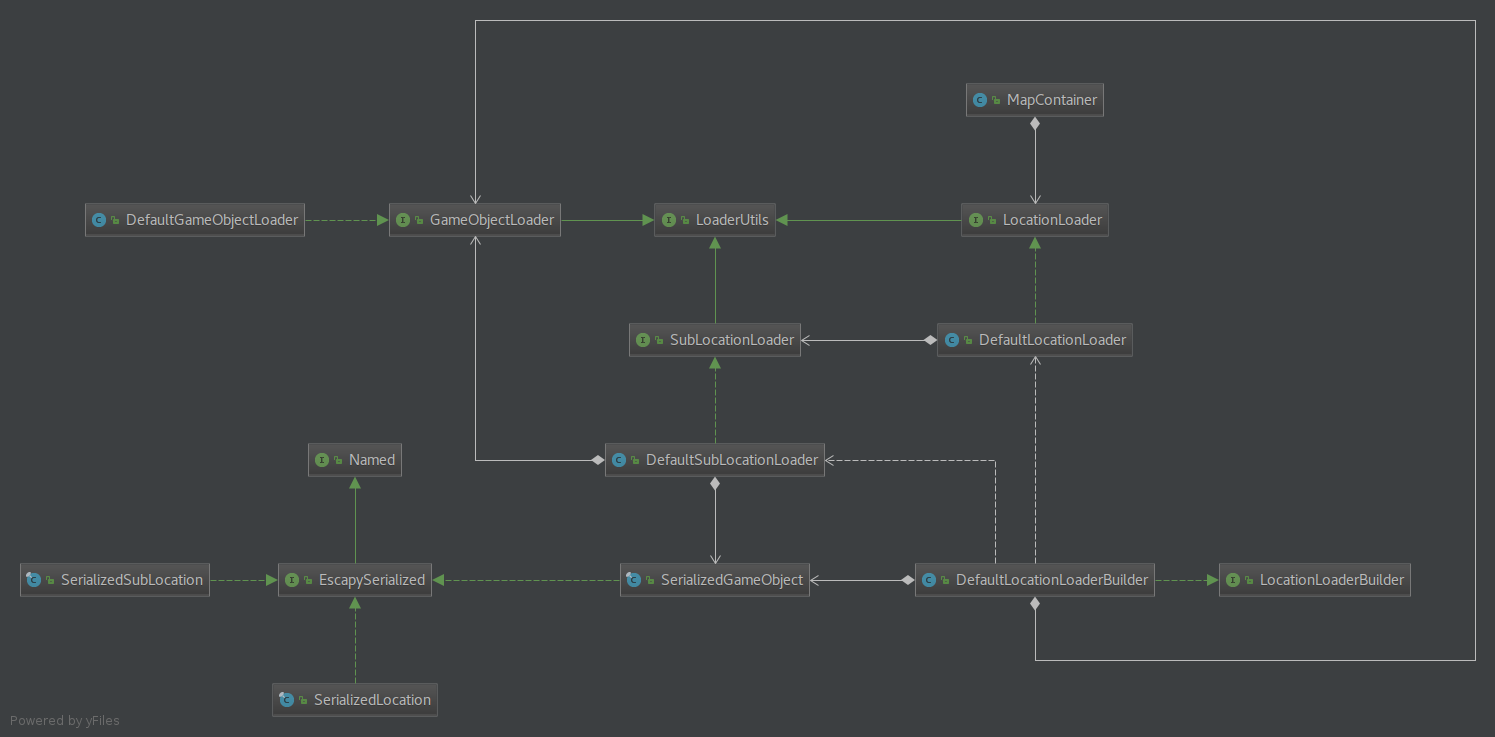 MapContainer
DefaultGameObjectLoader
GameObjectLoader
LoaderUtils
LocationLoader
SubLocationLoader
DefaultLocationLoader
Named
DefaultSubLocationLoader
SerializedSubLocation
EscapySerialized
SerializedGameObject
DefaultLocationLoaderBuilder
LocationLoaderBuilder
SerializedLocation
Powered by yFiles